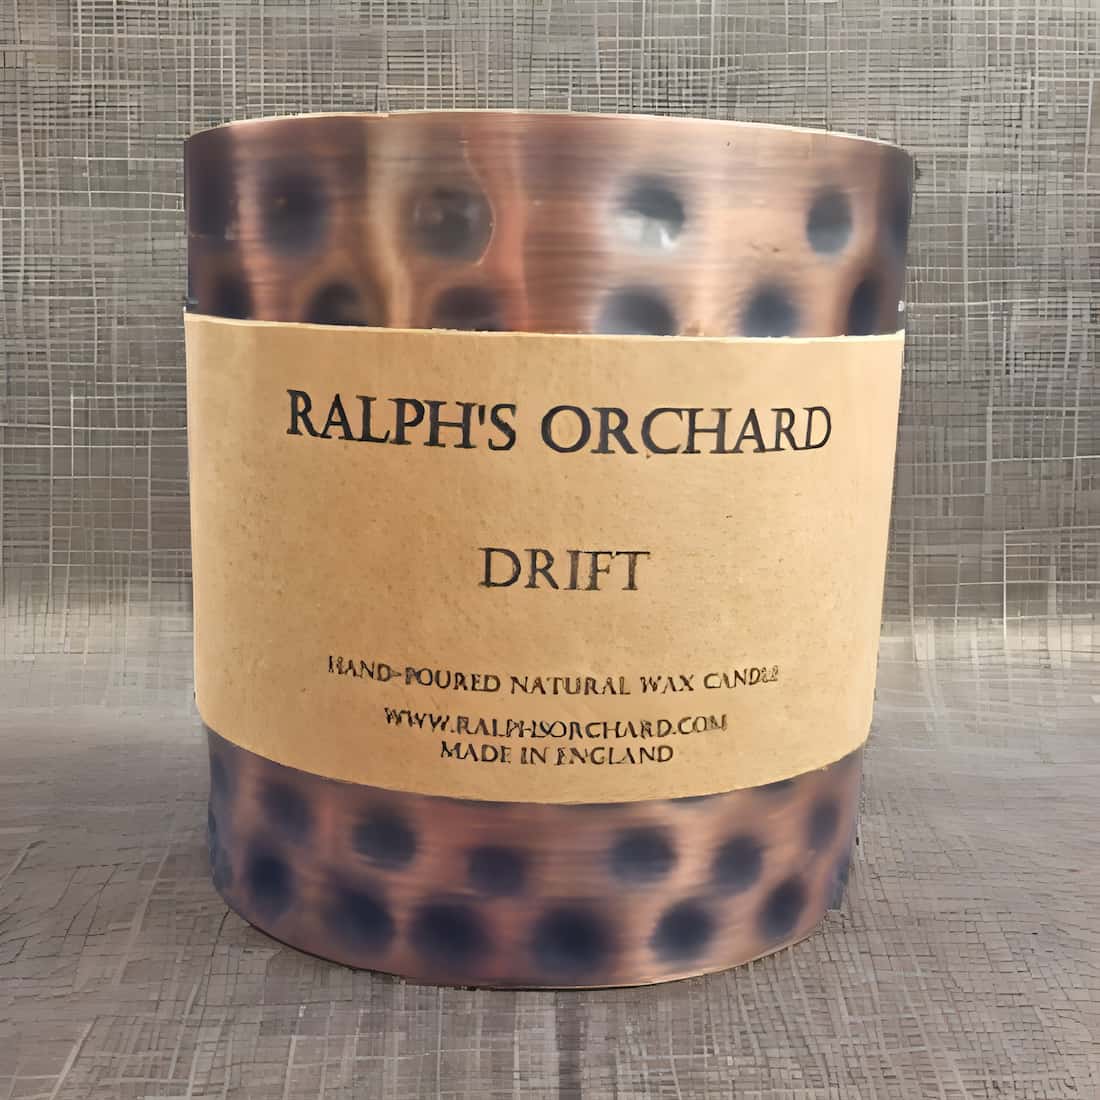 RALPH'S ORCHARD
DRIFT
HAND-POURED NATURAL WAX CANDLE
WWW.RALPHSORCHARD.COM
MADE IN ENGLAND